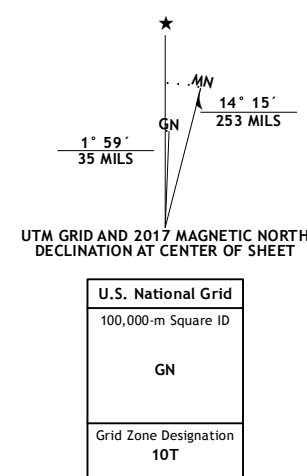 ★
MN
GN
14° 15´
253 MILS
1° 59´
35 MILS
UTM GRID AND 2017 MAGNETIC NORTH
DECLINATION AT CENTER OF SHEET
U.S. National Grid
100,000-m Square ID
GN
Grid Zone Designation
10T